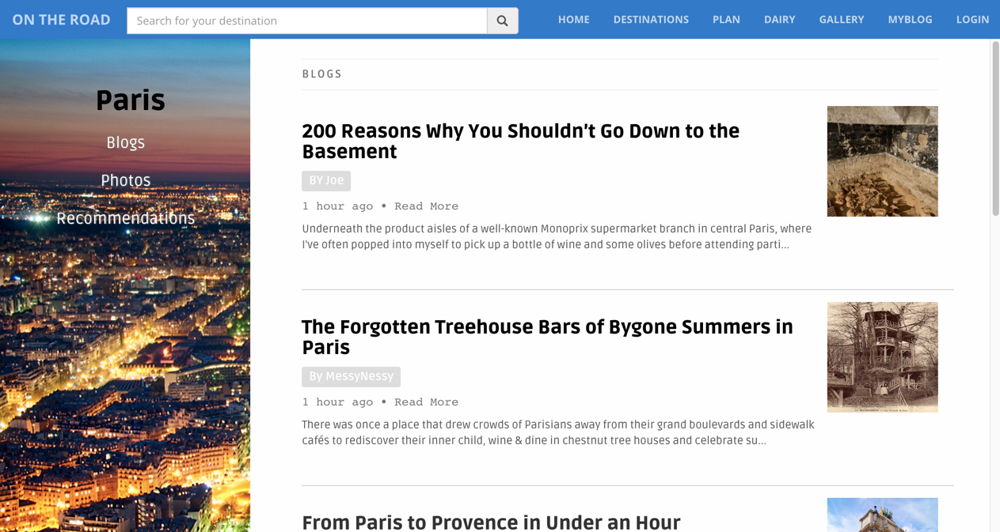 ON THE ROAD
Search for your destination
HOME DESTINATIONS PLAN DAIRY GALLERY MYBLOG LOGIN
Paris
Blogs
Photos
Recommendations
BLOGS
200 Reasons Why You Shouldn't Go Down to the
Basement
BY Joe
1 hour ago • Read More
Underneath the product aisles of a well-known Monoprix supermarket branch in central Paris, where
I've often popped into myself to pick up a bottle of wine and some olives before attending parti...
The Forgotten Treehouse Bars of Bygone Summers in
Paris
By MessyNessy
1 hour ago • Read More
There was once a place that drew crowds of Parisians away from their grand boulevards and sidewalk
cafés to rediscover their inner child, wine & dine in chestnut tree houses and celebrate su...
From Paris to Provence in Under an Hour